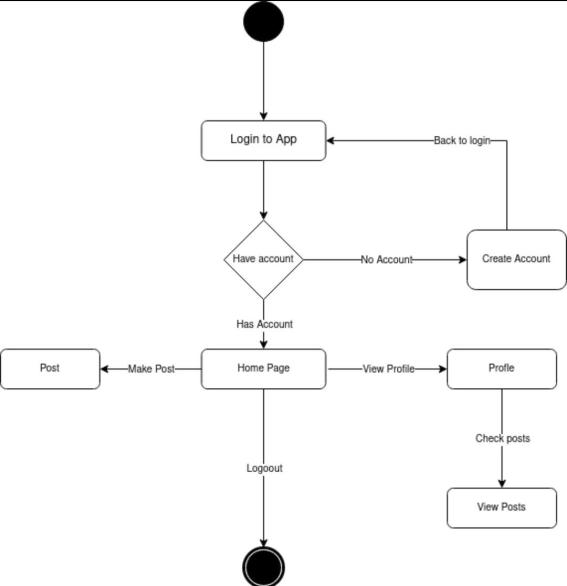 Login to App
Back to login
Have account
No Account
Create Account
Has Account
Post
Make Post
Home Page
View Profile
Profle
Check posts
Logoout
View Posts